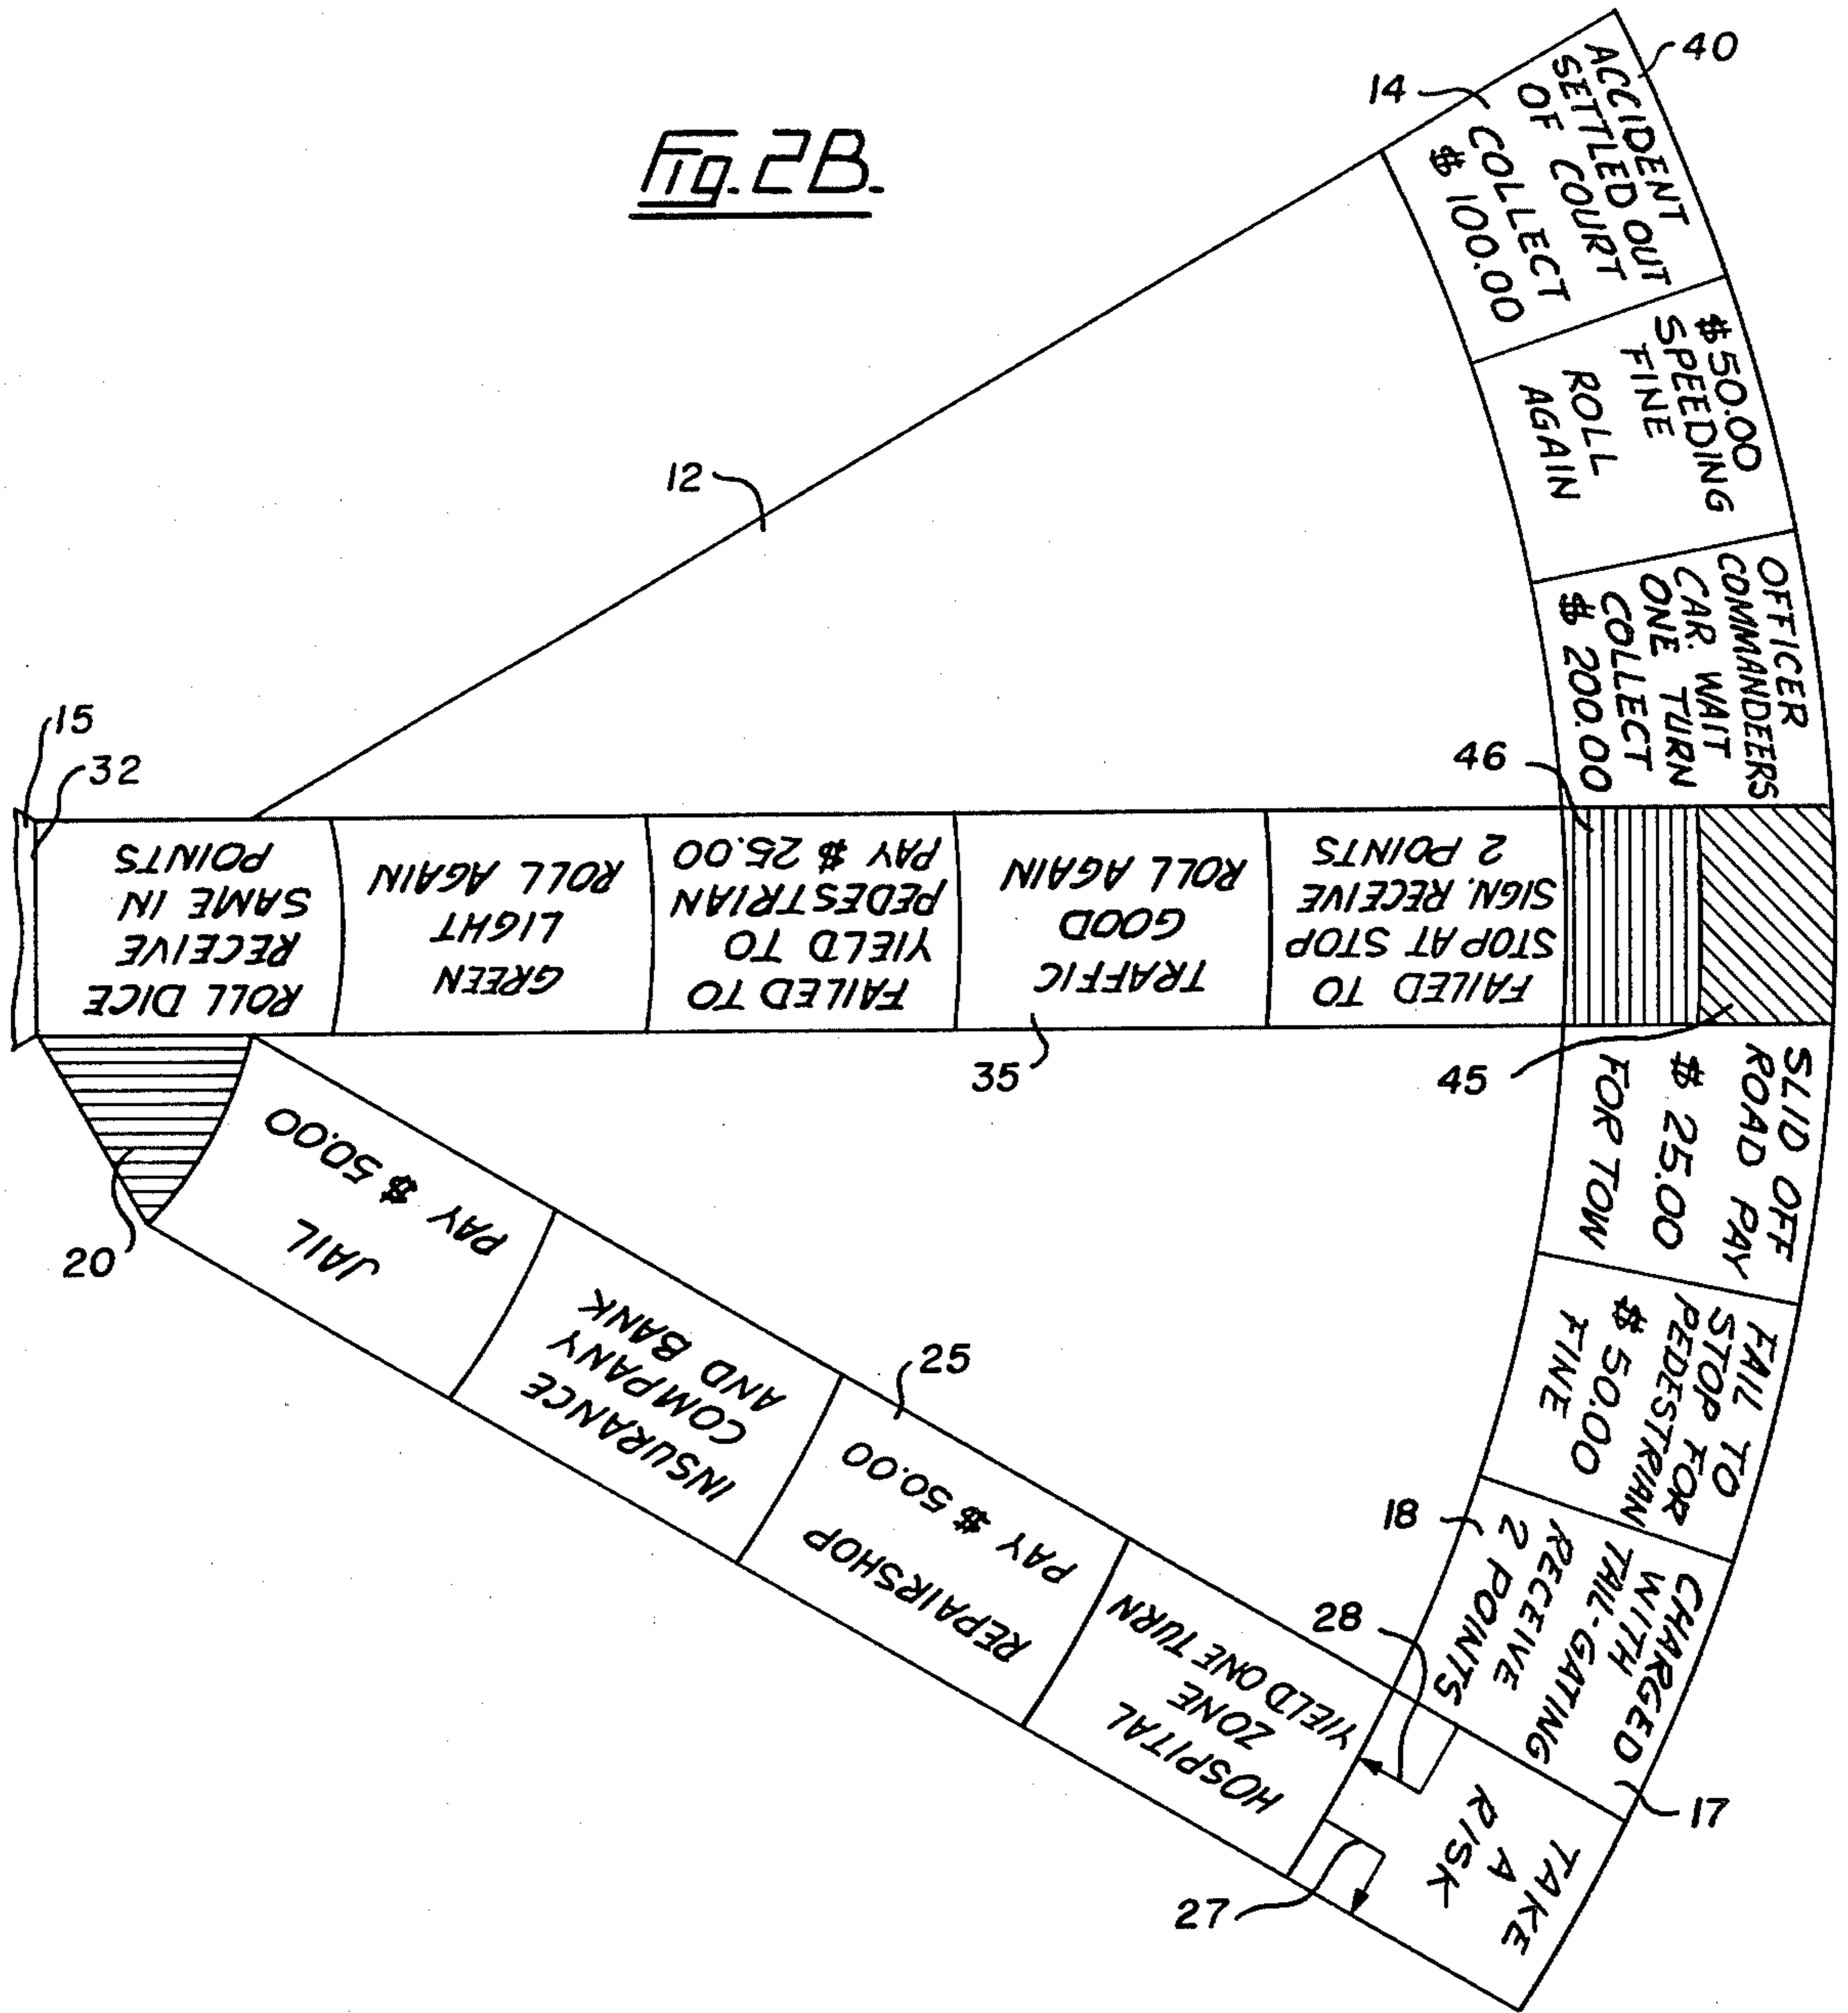 Fig. 2B.
40
14
ACCIDENT
SETTLED OUT
OF COURT
COLLECT
$ 100.00
$50.00
SPEEDING
FINE
ROLL
AGAIN
12
OFFICER
COMMANDEERS
CAR. WAIT
ONE TURN
COLLECT
$ 200.00
15
32
46
ROLL DICE
RECEIVE
SAME IN
POINTS
GREEN
LIGHT
ROLL AGAIN
FAILED TO
YIELD TO
PEDESTRIAN
PAY $ 25.00
TRAFFIC
GOOD
ROLL AGAIN
FAILED TO
STOP AT STOP
SIGN. RECEIVE
2 POINTS
35
45
20
SLID OFF
ROAD PAY
$ 25.00
FOR TOW
JAIL
PAY $ 50.00
INSURANCE
COMPANY
AND BANK
25
REPAIRSHOP
PAY $ 50.00
HOSPITAL
ZONE
YIELD ONE TURN
FAIL TO
STOP FOR
PEDESTRIAN
$ 50.00
FINE
18
CHARGED
WITH
TAIL-GATING
RECEIVE
2 POINTS
28
17
TAKE
A
RISK
27